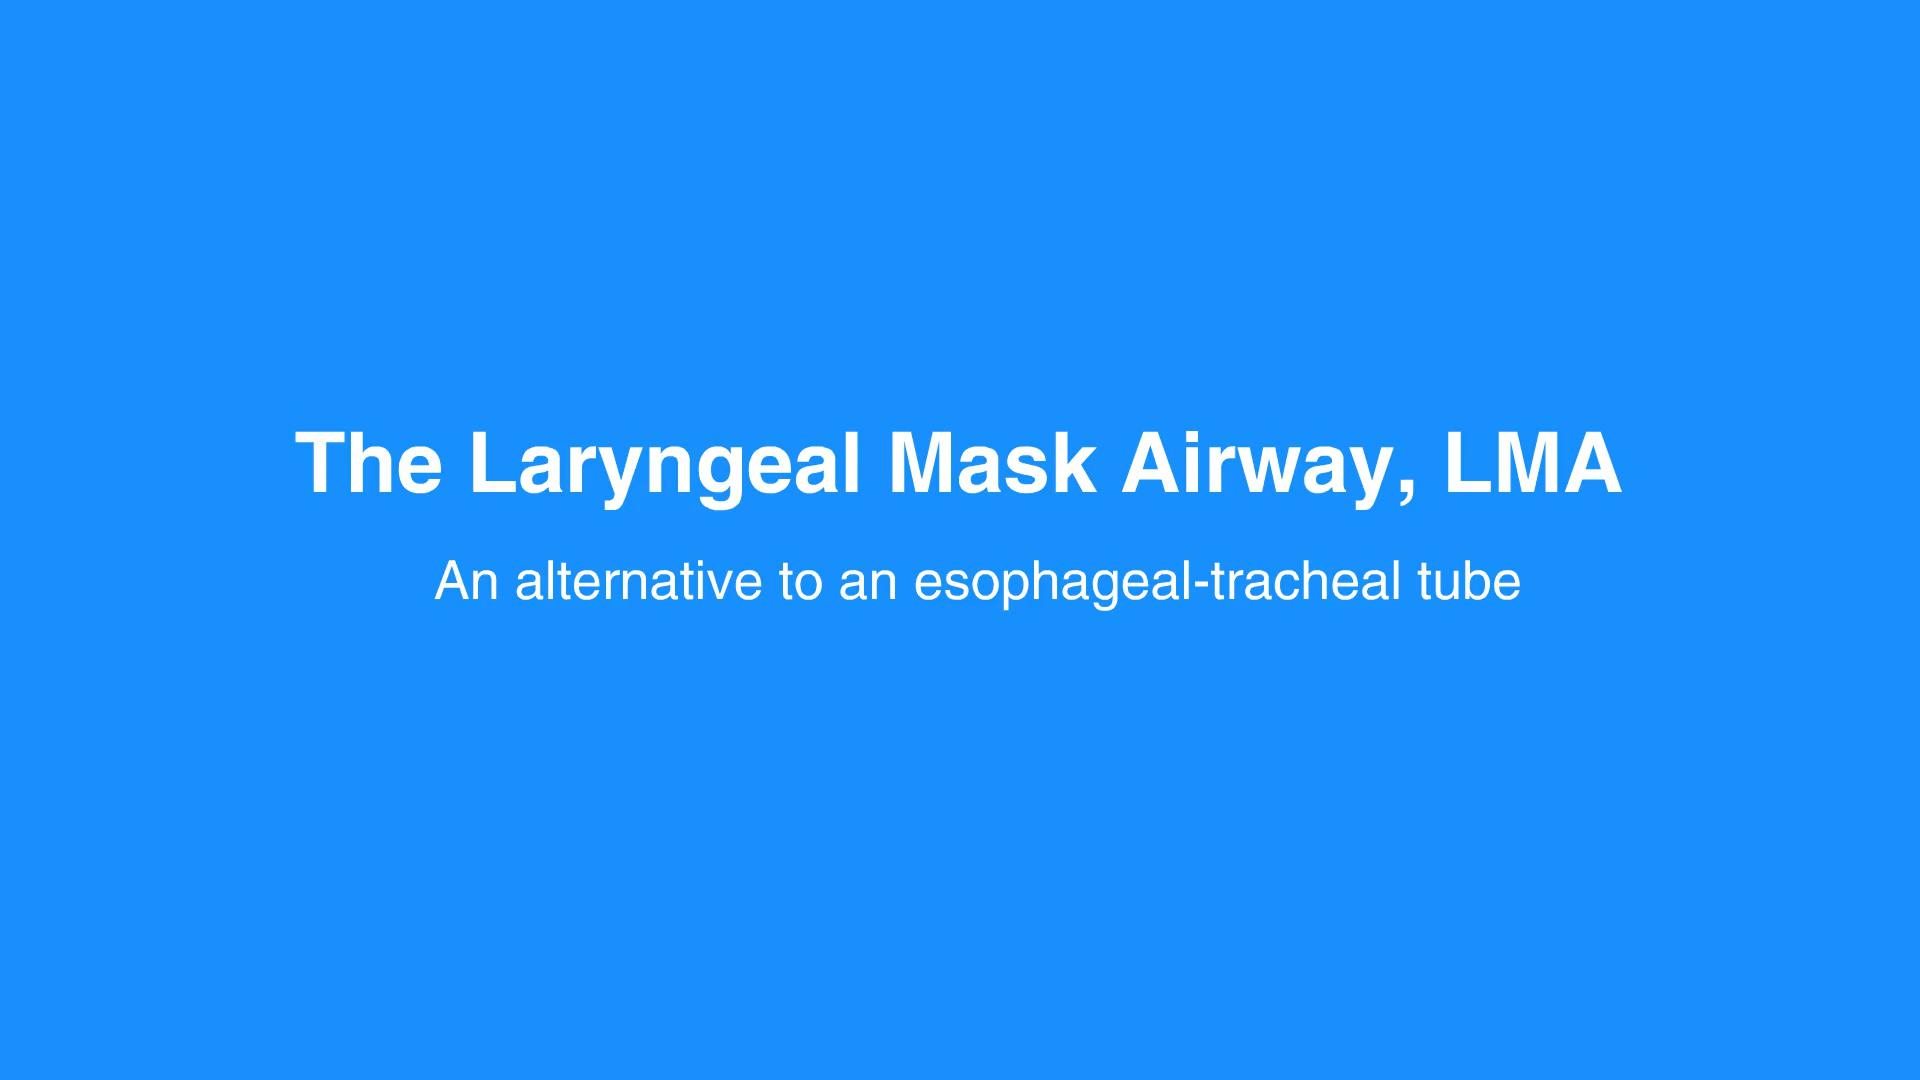 The Laryngeal Mask Airway, LMA
An alternative to an esophageal-tracheal tube